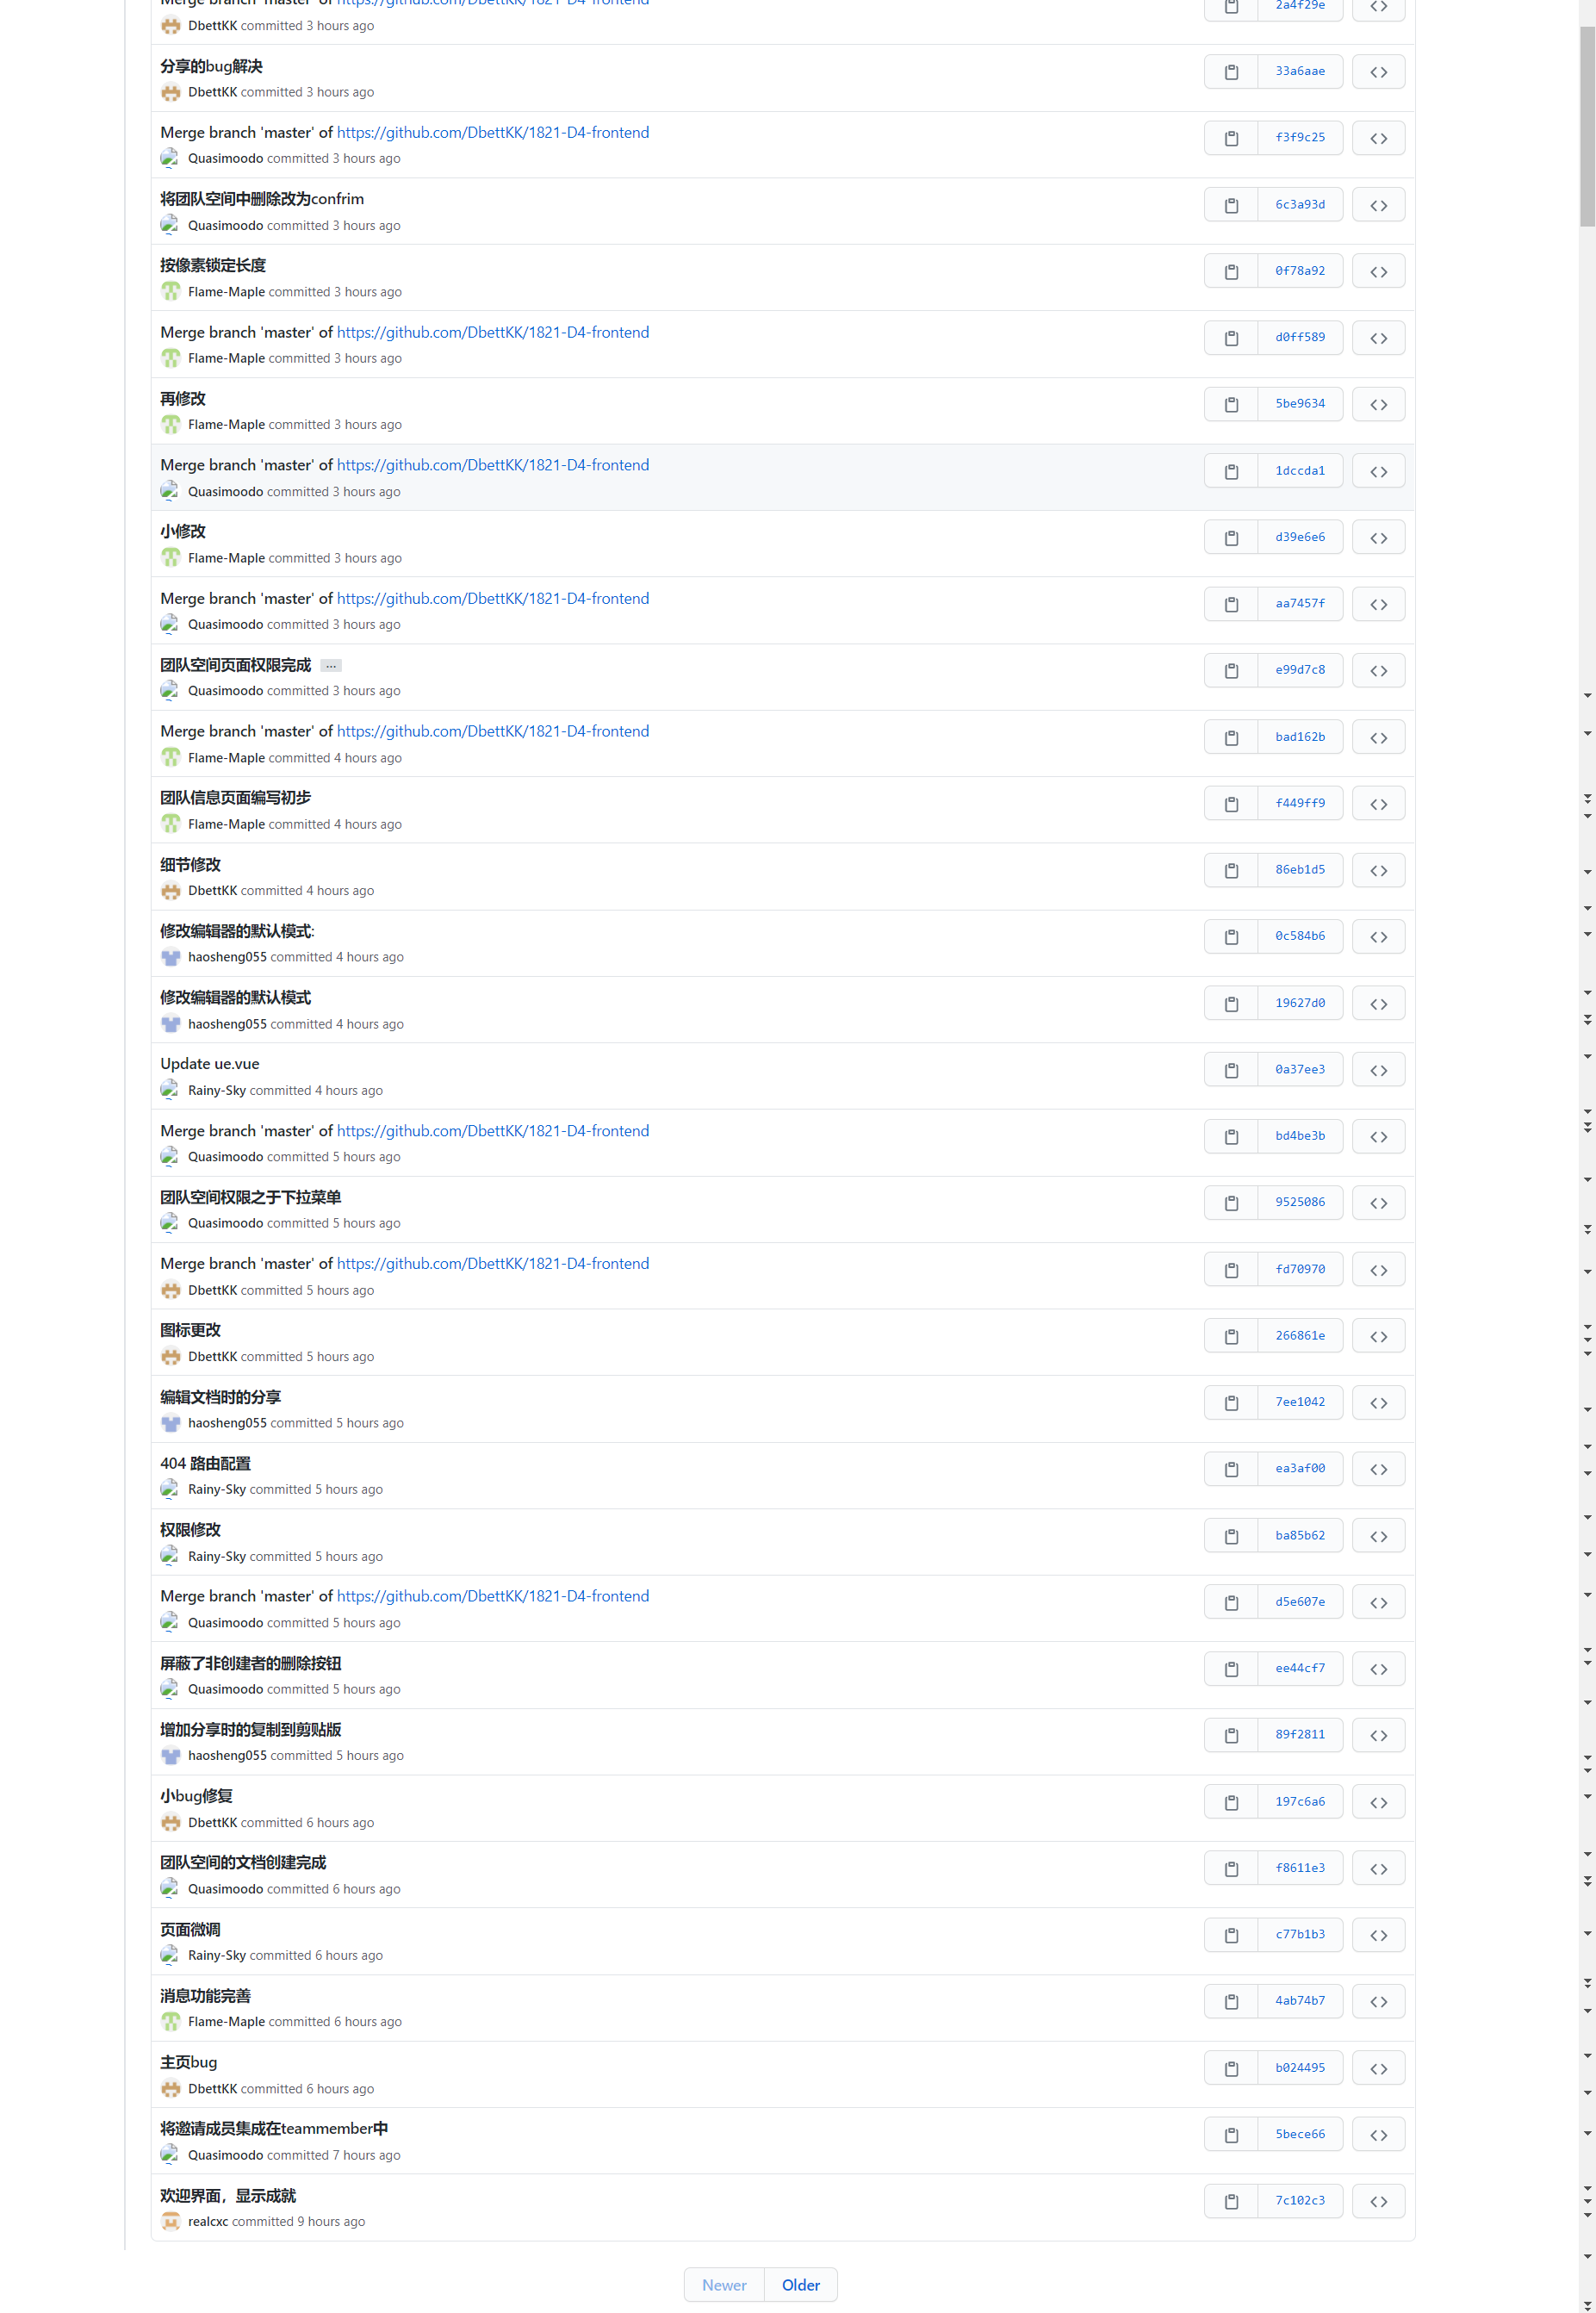 Merge branch 'master' of https://github.com/DbettKK/1821-D4-frontend
2a4f29e
DbettKK committed 3 hours ago
分享的bug解决
33a6aae
DbettKK committed 3 hours ago
Merge branch 'master' of https://github.com/DbettKK/1821-D4-frontend
f3f9c25
Quasimoodo committed 3 hours ago
将团队空间中删除改为confrim
6c3a93d
Quasimoodo committed 3 hours ago
按像素锁定长度
0f78a92
Flame-Maple committed 3 hours ago
Merge branch 'master' of https://github.com/DbettKK/1821-D4-frontend
d0ff589
Flame-Maple committed 3 hours ago
再修改
5be9634
Flame-Maple committed 3 hours ago
Merge branch 'master' of https://github.com/DbettKK/1821-D4-frontend
1dccda1
Quasimoodo committed 3 hours ago
小修改
d39e6e6
Flame-Maple committed 3 hours ago
Merge branch 'master' of https://github.com/DbettKK/1821-D4-frontend
aa7457f
Quasimoodo committed 3 hours ago
团队空间页面权限完成 …
e99d7c8
Quasimoodo committed 3 hours ago
Merge branch 'master' of https://github.com/DbettKK/1821-D4-frontend
bad162b
Flame-Maple committed 4 hours ago
团队信息页面编写初步
f449ff9
Flame-Maple committed 4 hours ago
细节修改
86eb1d5
DbettKK committed 4 hours ago
修改编辑器的默认模式:
0c584b6
haosheng055 committed 4 hours ago
修改编辑器的默认模式
19627d0
haosheng055 committed 4 hours ago
Update ue.vue
0a37ee3
Rainy-Sky committed 4 hours ago
Merge branch 'master' of https://github.com/DbettKK/1821-D4-frontend
bd4be3b
Quasimoodo committed 5 hours ago
团队空间权限之于下拉菜单
9525086
Quasimoodo committed 5 hours ago
Merge branch 'master' of https://github.com/DbettKK/1821-D4-frontend
fd70970
DbettKK committed 5 hours ago
图标更改
266861e
DbettKK committed 5 hours ago
编辑文档时的分享
7ee1042
haosheng055 committed 5 hours ago
404 路由配置
ea3af00
Rainy-Sky committed 5 hours ago
权限修改
ba85b62
Rainy-Sky committed 5 hours ago
Merge branch 'master' of https://github.com/DbettKK/1821-D4-frontend
d5e607e
Quasimoodo committed 5 hours ago
屏蔽了非创建者的删除按钮
ee44cf7
Quasimoodo committed 5 hours ago
增加分享时的复制到剪贴版
89f2811
haosheng055 committed 5 hours ago
小bug修复
197c6a6
DbettKK committed 6 hours ago
团队空间的文档创建完成
f8611e3
Quasimoodo committed 6 hours ago
页面微调
c77b1b3
Rainy-Sky committed 6 hours ago
消息功能完善
4ab74b7
Flame-Maple committed 6 hours ago
主页bug
b024495
DbettKK committed 6 hours ago
将邀请成员集成在teammember中
5bece66
Quasimoodo committed 7 hours ago
欢迎界面，显示成就
7c102c3
realcxc committed 9 hours ago
Newer
Older